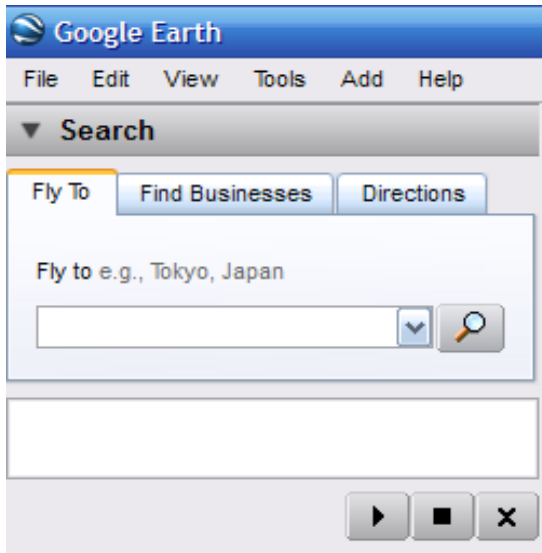 Google Earth
File Edit View Tools Add Help
Search
Fly To Find Businesses Directions
Fly to e.g., Tokyo, Japan